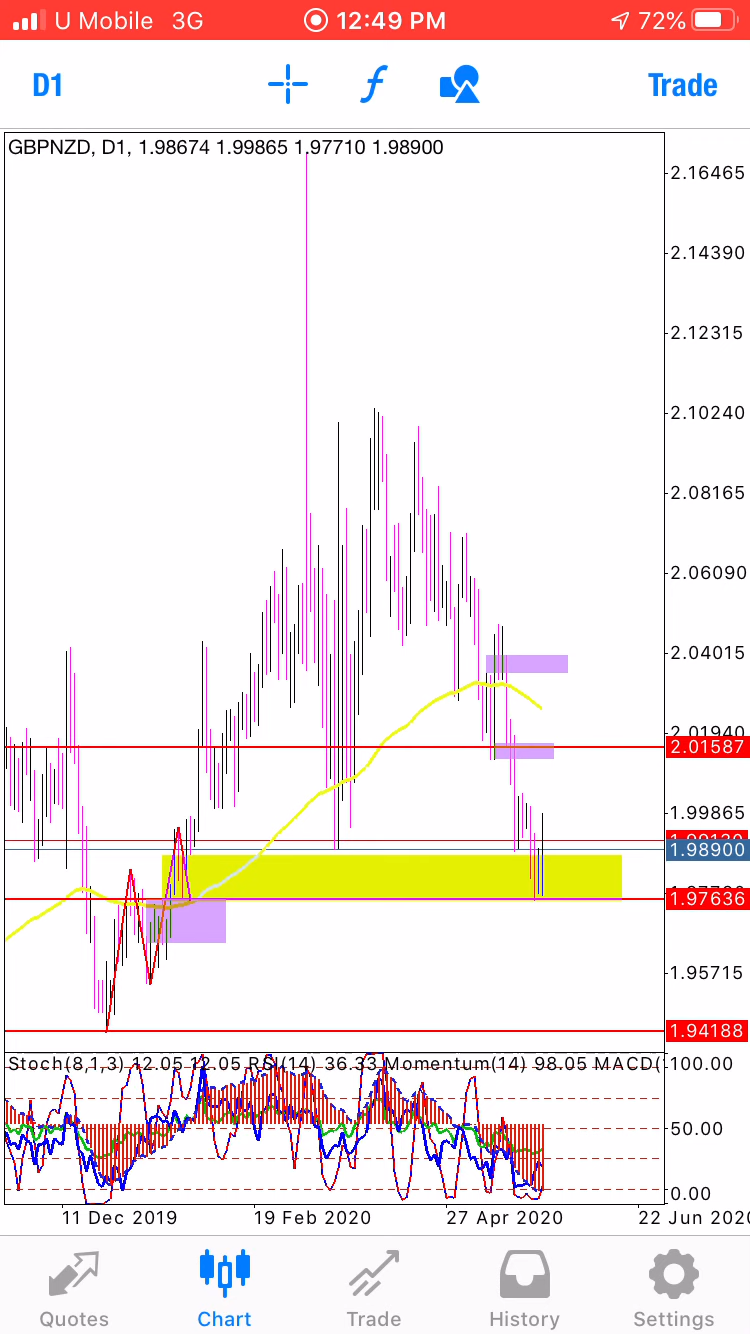 U Mobile 3G 12:49 PM 72%
D1 f Trade
GBPNZD, D1, 1.98674 1.99865 1.97710 1.98900
2.16465
2.14390
2.12315
2.10240
2.08165
2.06090
2.04015
2.01940
2.01587
1.99865
1.98900
1.97636
1.95715
1.94188
Stoch(8,1,3) 12.05 12.05 RSI(14) 36.33 Momentum(14) 98.05 MACD(
100.00
50.00
0.00
11 Dec 2019 19 Feb 2020 27 Apr 2020 22 Jun 2020
Quotes Chart Trade History Settings